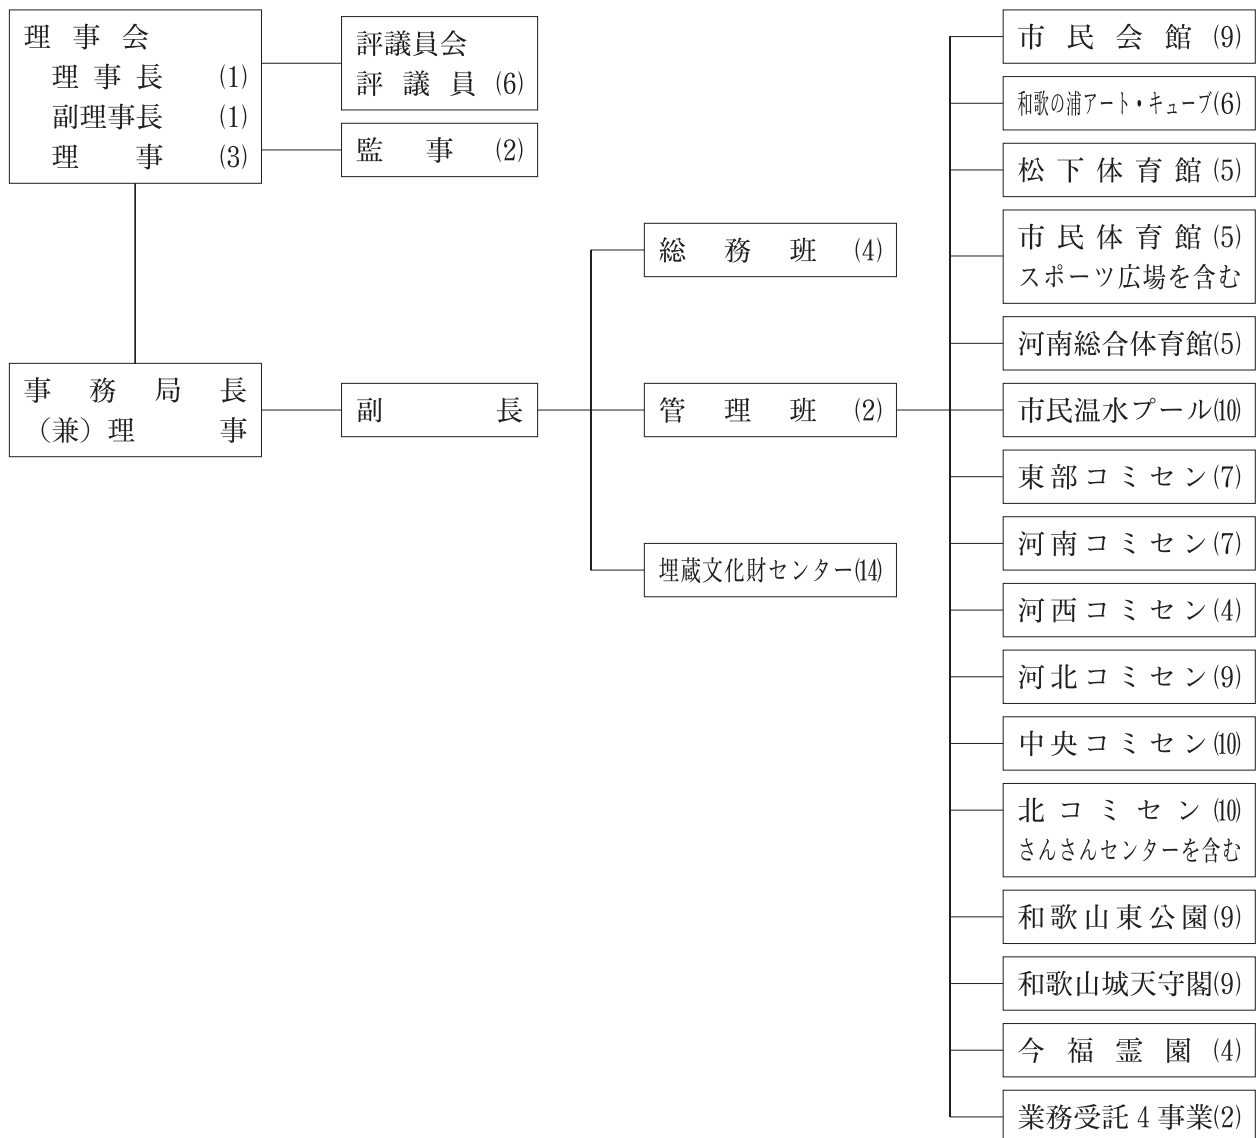 理事会
理事長 (1)
副理事長 (1)
理事 (3)
評議員会
評議員 (6)
監事 (2)
事務局長
（兼）理事
副長
総務班 (4)
管理班 (2)
埋蔵文化財センター(14)
市民会館 (9)
和歌の浦アート・キューブ(6)
松下体育館 (5)
市民体育館 (5)
スポーツ広場を含む
河南総合体育館(5)
市民温水プール(10)
東部コミセン(7)
河南コミセン(7)
河西コミセン(4)
河北コミセン(9)
中央コミセン(10)
北コミセン(10)
さんさんセンターを含む
和歌山東公園(9)
和歌山城天守閣(9)
今福霊園 (4)
業務受託4事業(2)